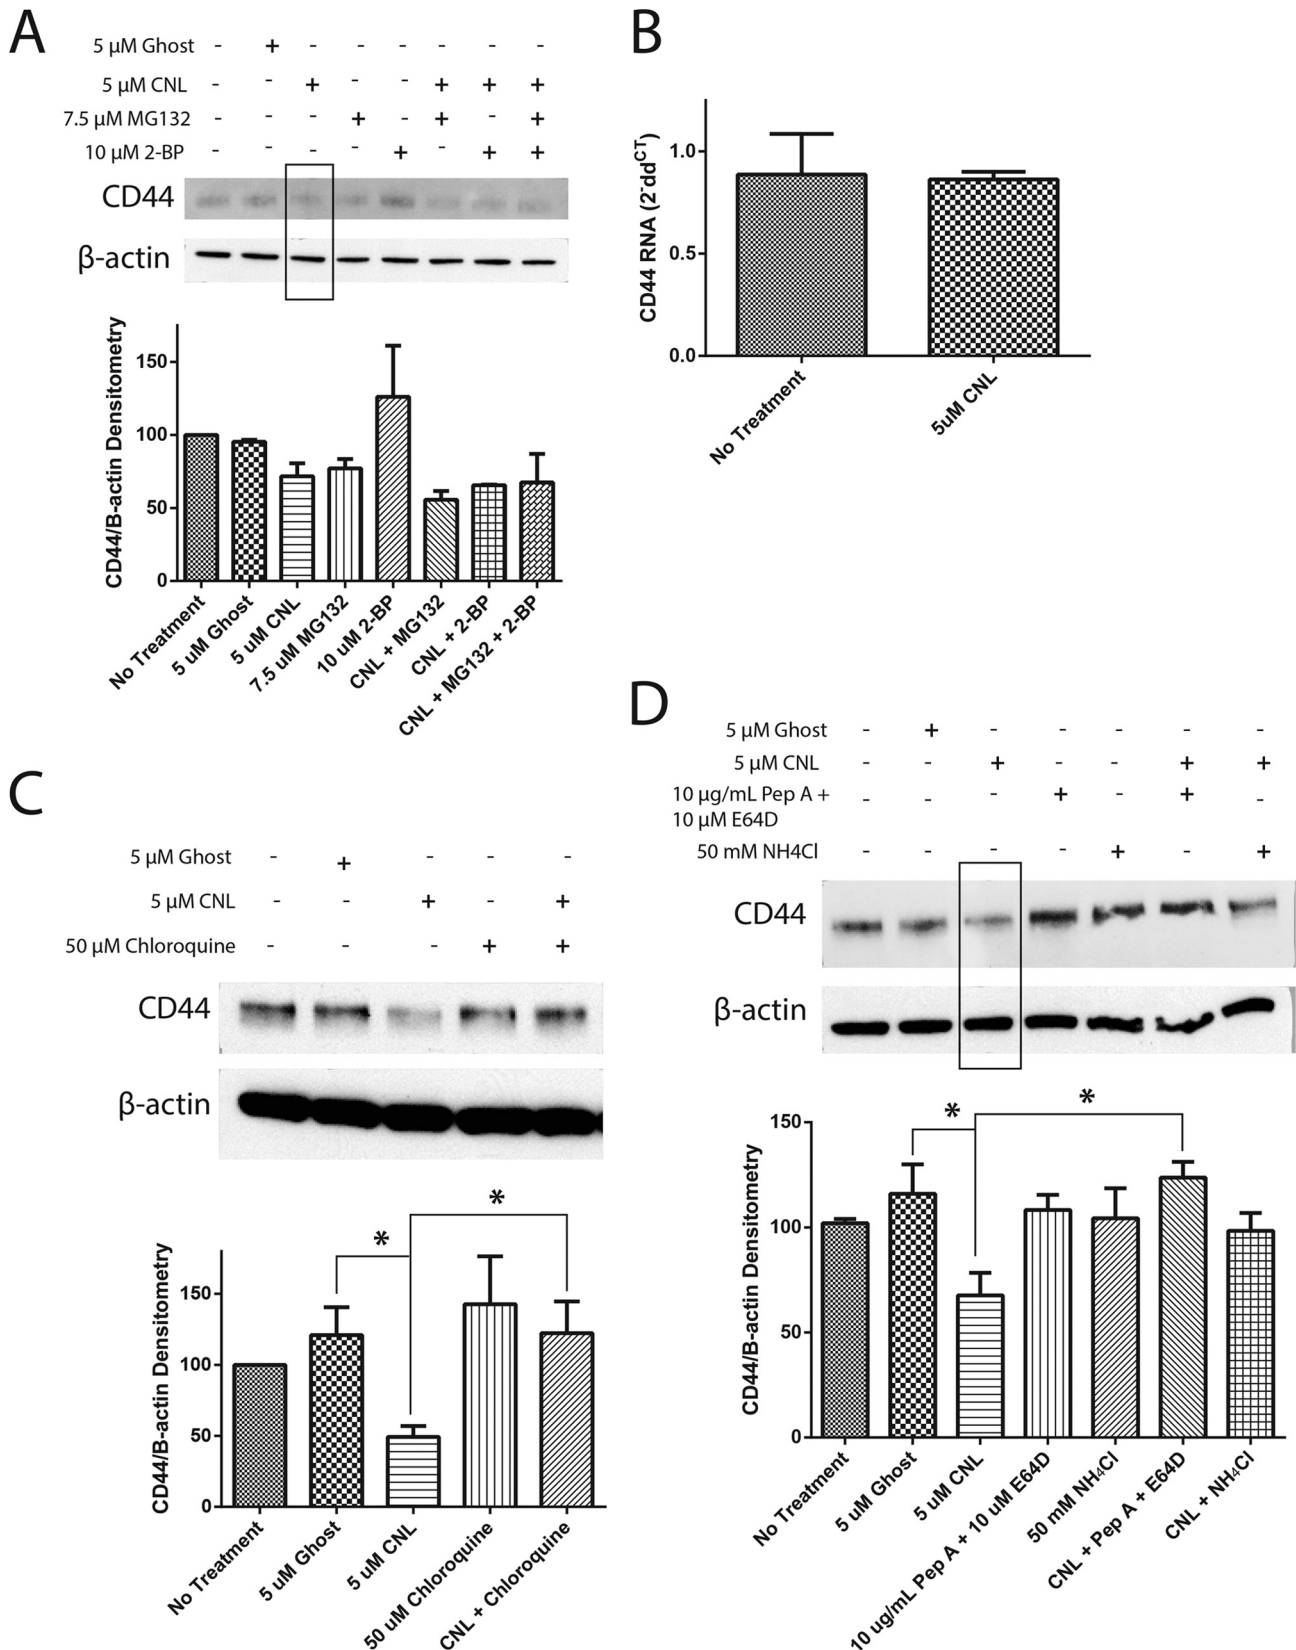 A
5 μM Ghost - + - - - - - -
5 μM CNL - - + - - + + +
7.5 μM MG132 - - - + - + - +
10 μM 2-BP - - - - + - + +
CD44
β-actin
CD44/B-actin Densitometry
150
100
50
0
No Treatment
5 uM Ghost
5 uM CNL
7.5 uM MG132
10 uM 2-BP
CNL + MG132
CNL + 2-BP
CNL + MG132 + 2-BP
B
CD44 RNA (2-ddCT)
1.0
0.5
0.0
No Treatment
5uM CNL
C
5 μM Ghost - + - - -
5 μM CNL - - + - +
50 μM Chloroquine - - - + +
CD44
β-actin
CD44/B-actin Densitometry
150
100
50
0
* *
No Treatment
5 uM Ghost
5 uM CNL
50 uM Chloroquine
CNL + Chloroquine
D
5 μM Ghost - + - - - - -
5 μM CNL - - + - - + +
10 μg/mL Pep A + - - - + - + -
10 μM E64D
50 mM NH4Cl - - - - + - +
CD44
β-actin
CD44/B-actin Densitometry
150
100
50
0
* *
No Treatment
5 uM Ghost
5 uM CNL
10 ug/mL Pep A + 10 uM E64D
50 mM NH₄Cl
CNL + Pep A + E64D
CNL + NH₄Cl